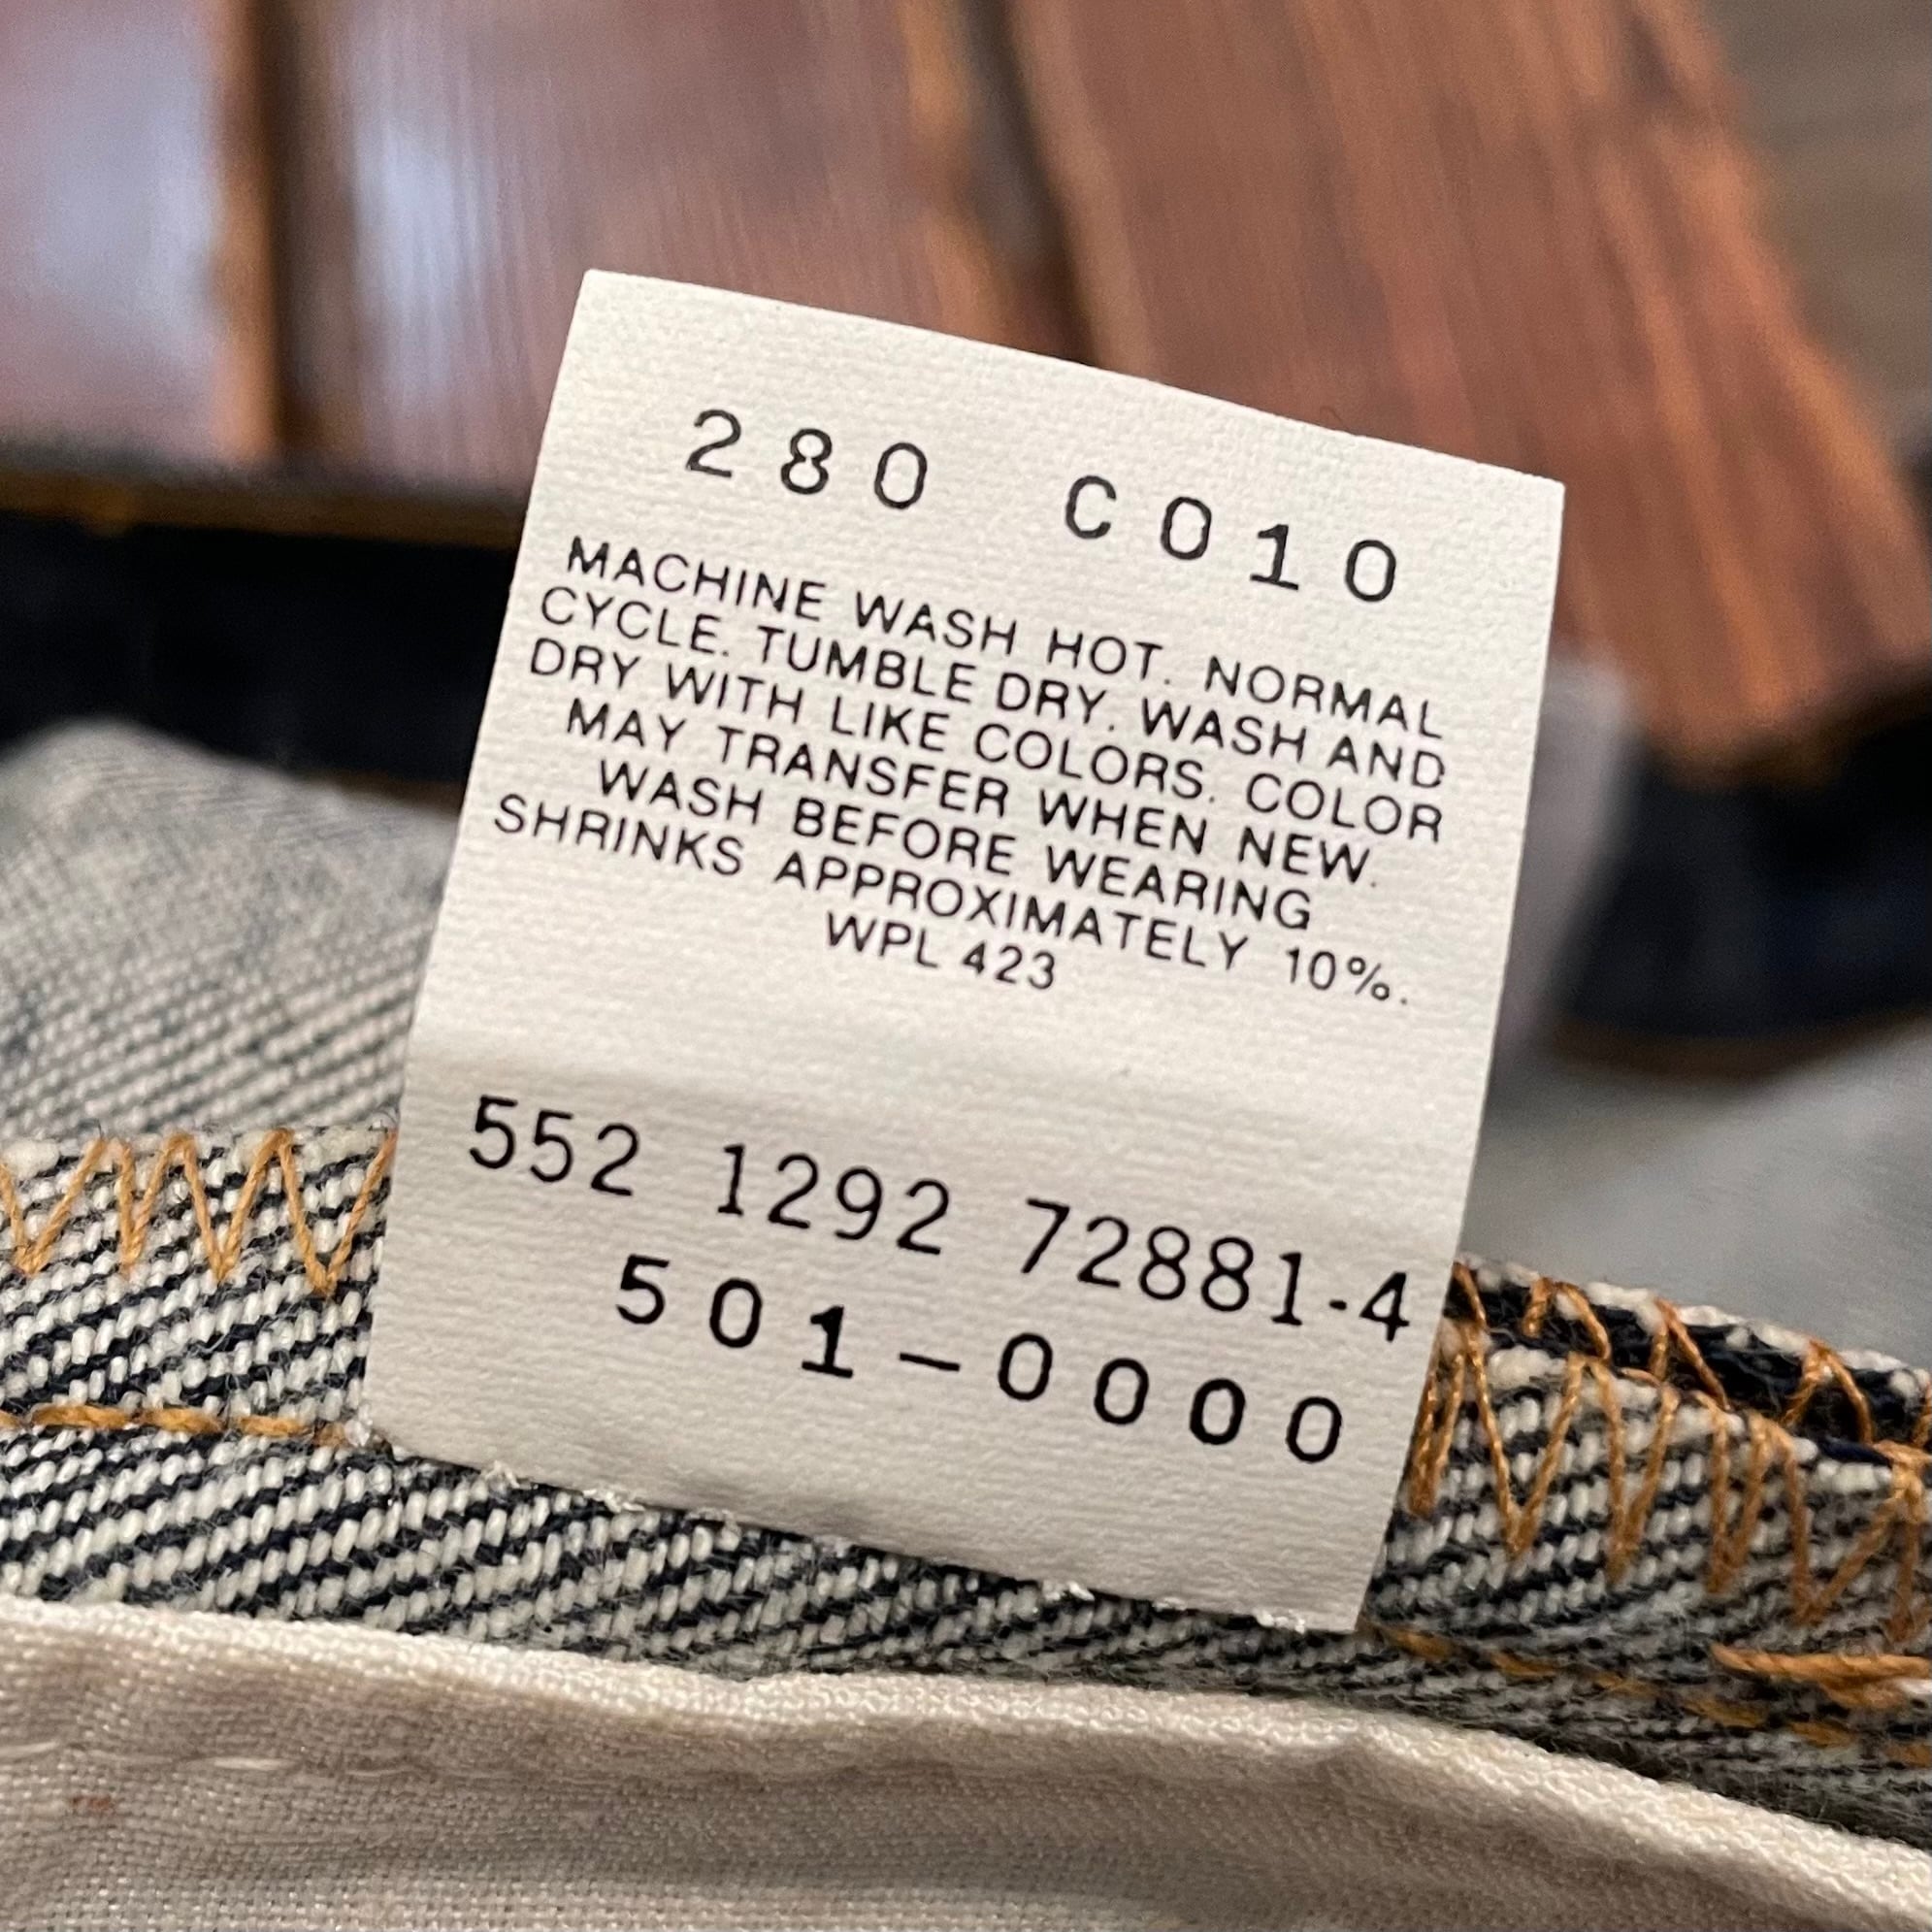 280 C010
MACHINE WASH HOT. NORMAL
CYCLE. TUMBLE DRY. WASH AND
DRY WITH LIKE COLORS. COLOR
MAY TRANSFER WHEN NEW.
WASH BEFORE WEARING
SHRINKS APPROXIMATELY 10%.
WPL 423
552 1292 72881-4
501-0000